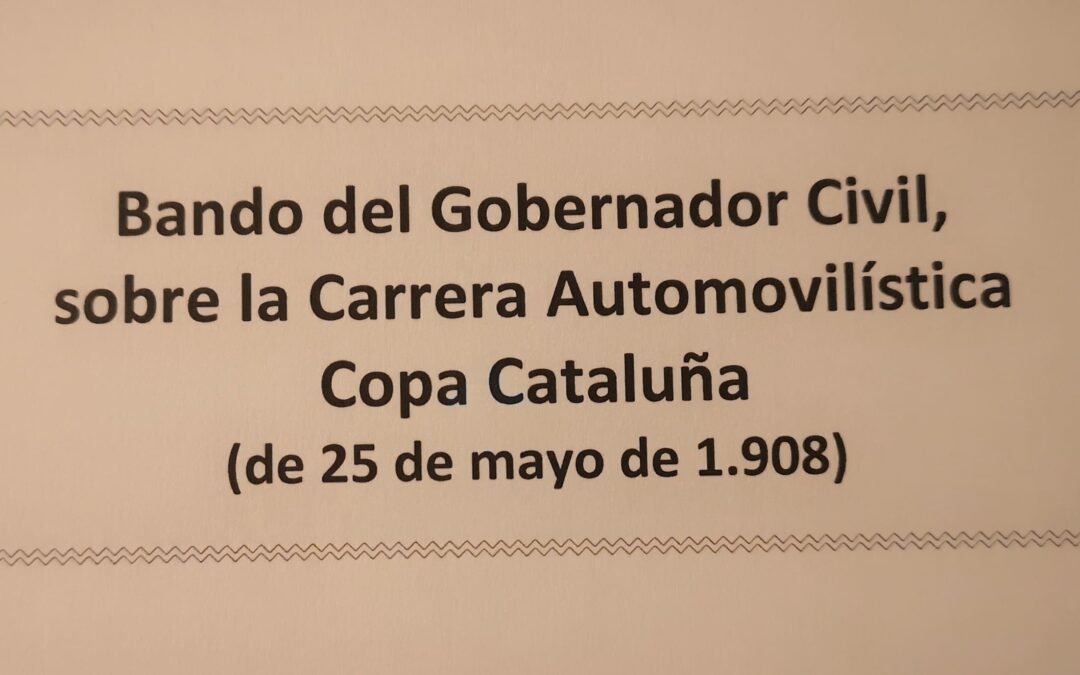 Bando del Gobernador Civil,
sobre la Carrera Automovilística
Copa Cataluña
(de 25 de mayo de 1.908)